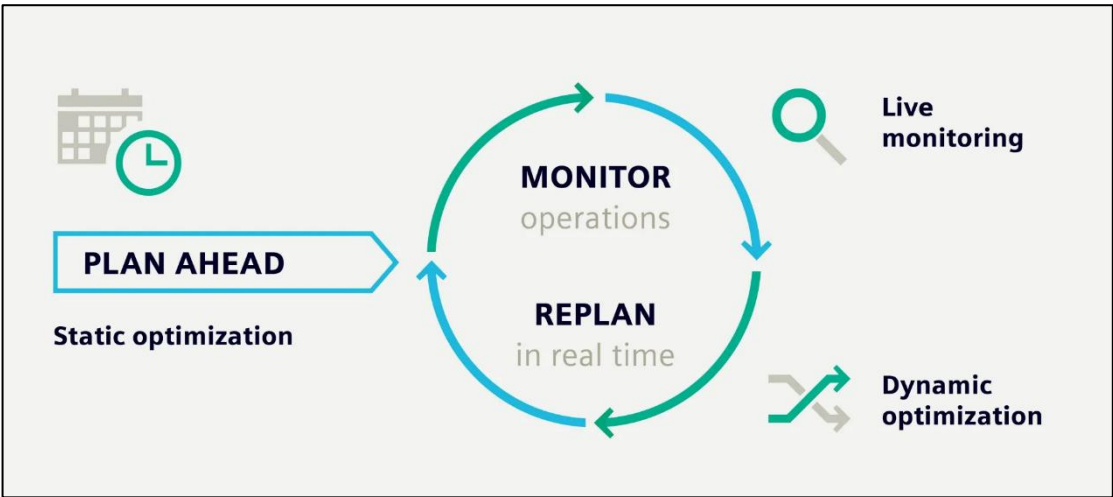 PLAN AHEAD
Static optimization
MONITOR
operations
REPLAN
in real time
Live
monitoring
Dynamic
optimization